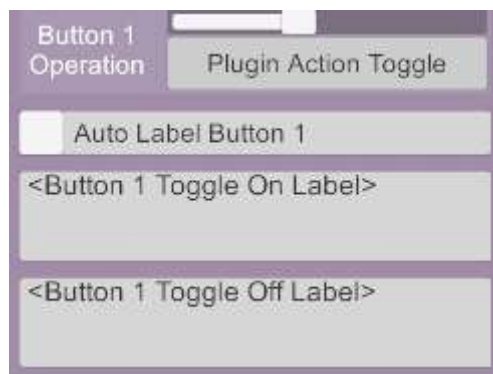 Button 1
Operation
Plugin Action Toggle
Auto Label Button 1
<Button 1 Toggle On Label>
<Button 1 Toggle Off Label>